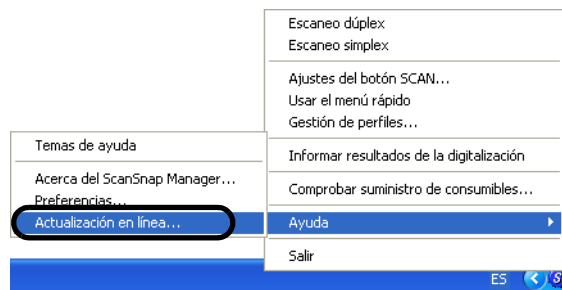 Escaneo dúplex
Escaneo simplex
Ajustes del botón SCAN...
Usar el menú rápido
Gestión de perfiles...
Informar resultados de la digitalización
Comprobar suministro de consumibles...
Ayuda
Salir
Temas de ayuda
Acerca del ScanSnap Manager...
Preferencias...
Actualización en línea...
ES
S